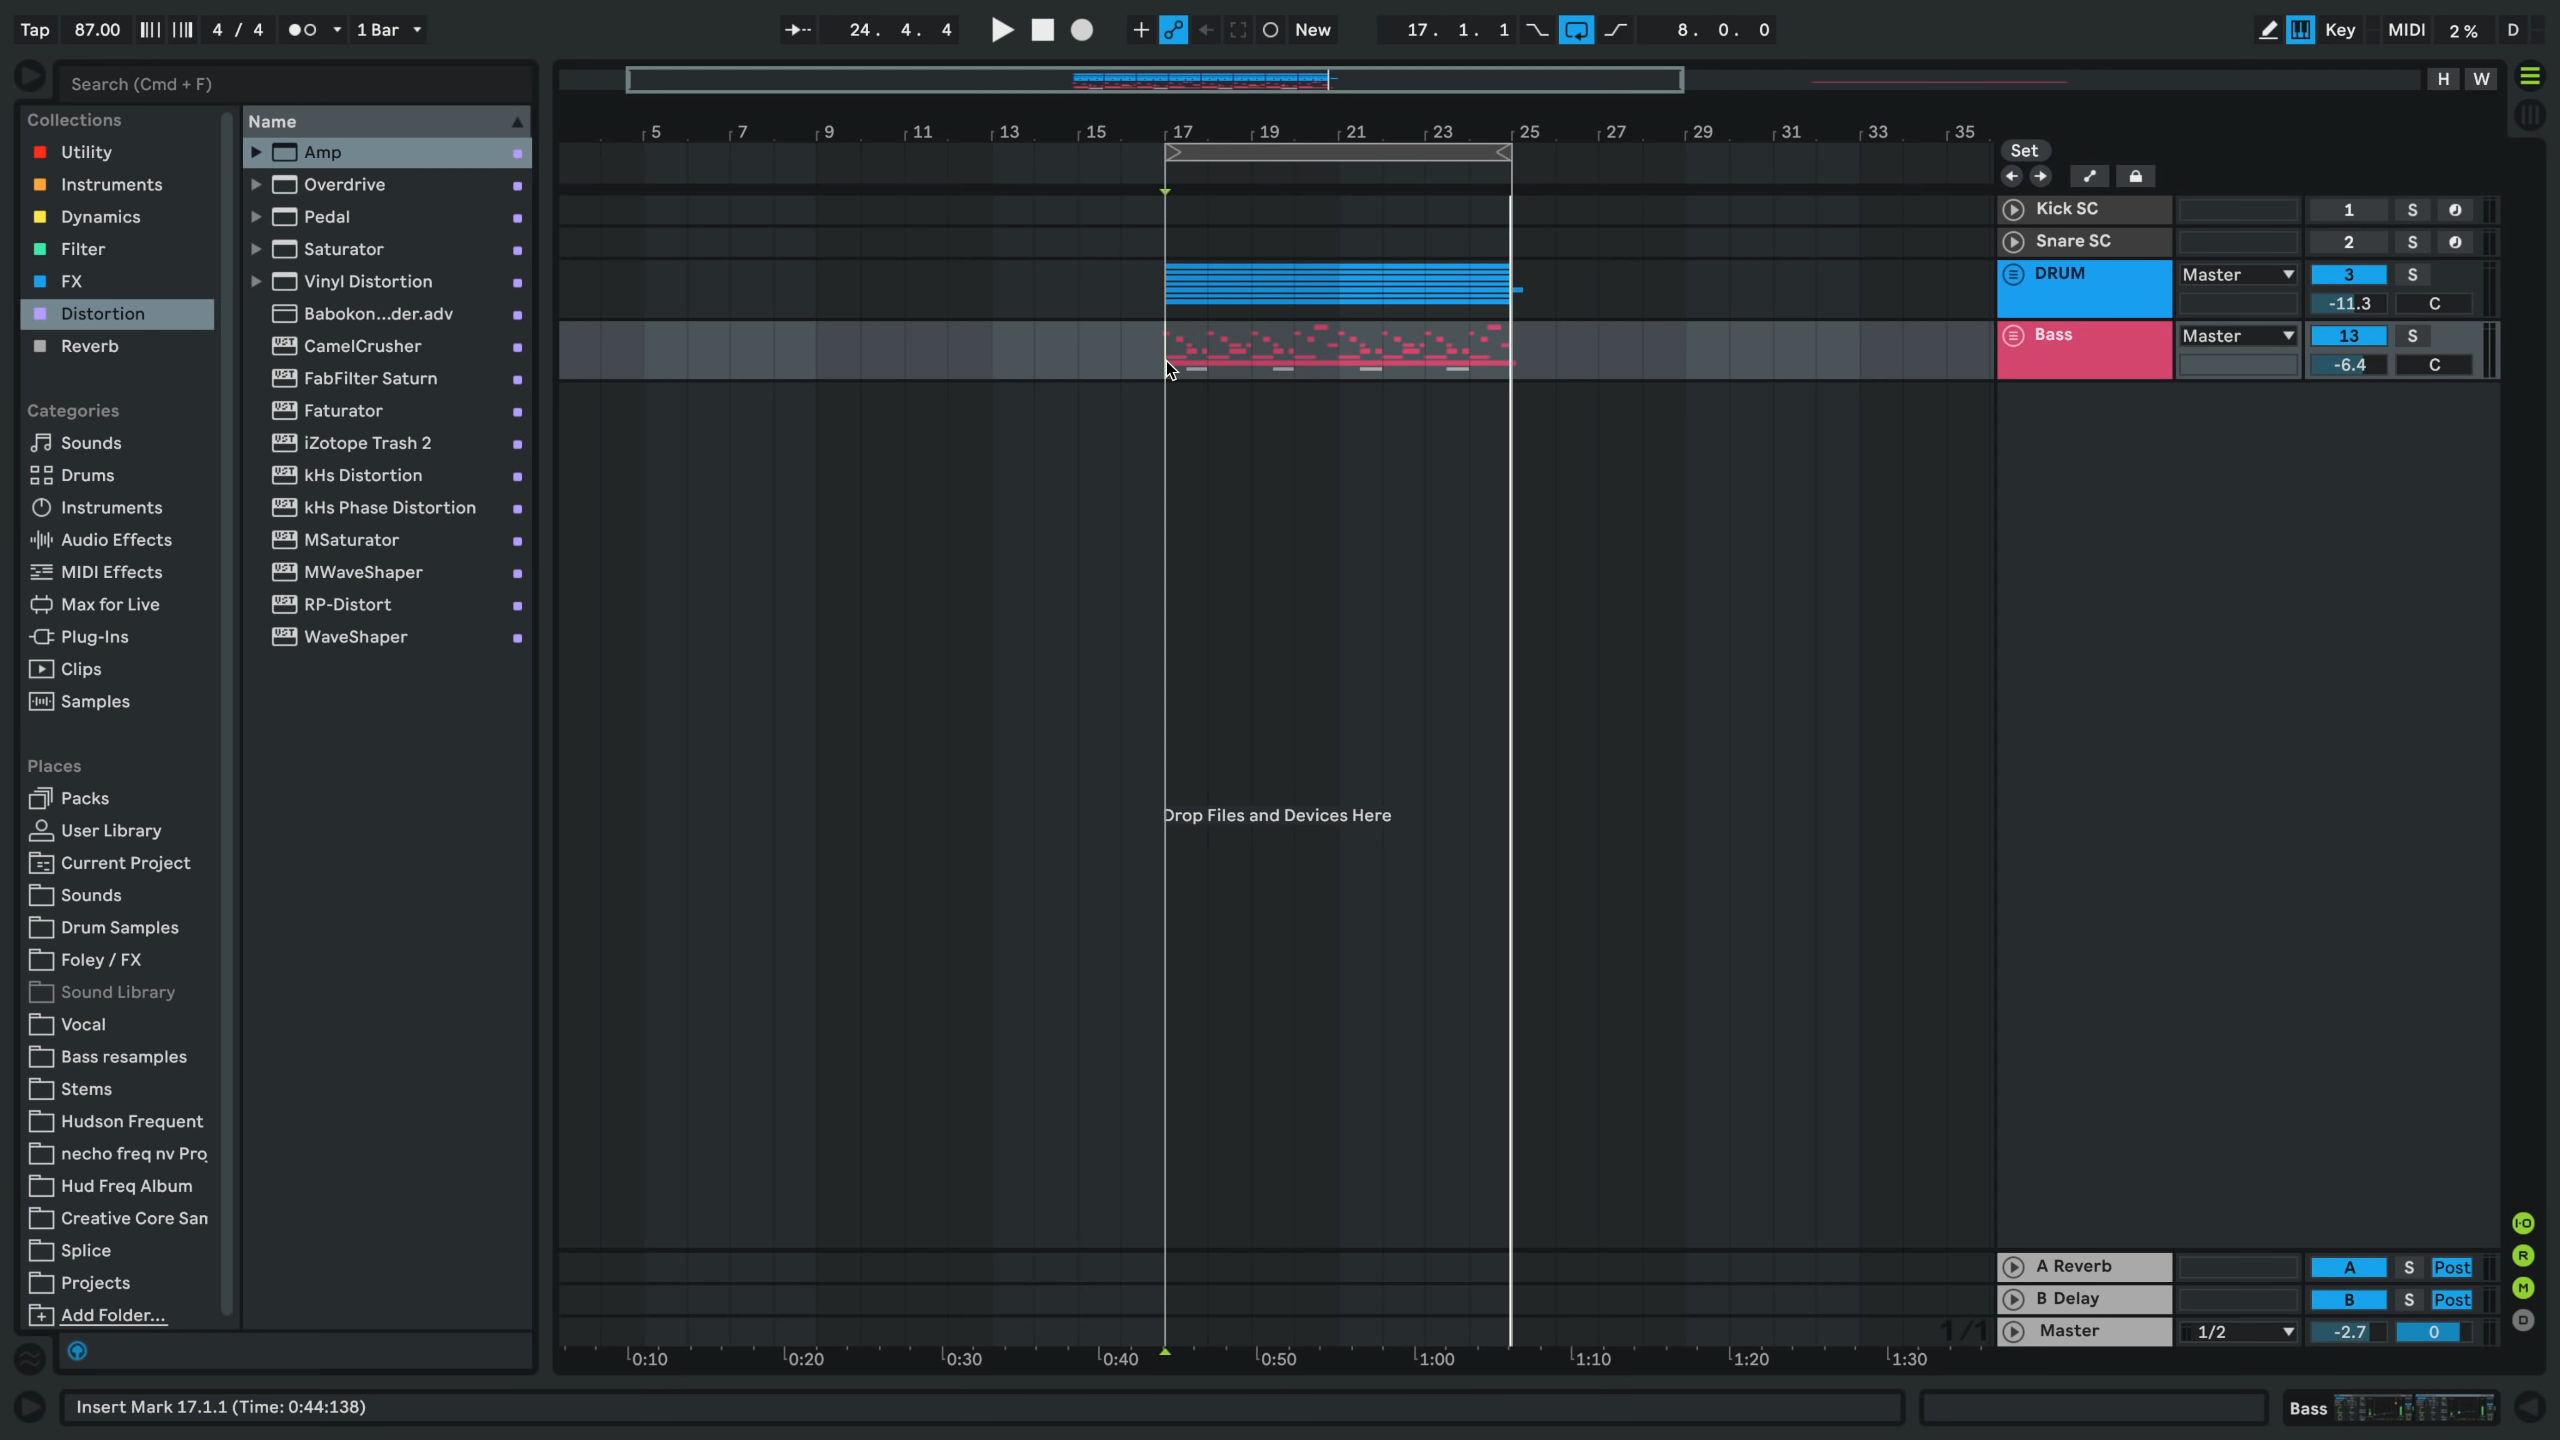 Tap 87.00 4 / 4 1 Bar 24. 4. 4 New 17. 1. 1 8. 0. 0 Key MIDI 2 % D
Search (Cmd + F)
H W
Collections
Utility
Instruments
Dynamics
Filter
FX
Distortion
Reverb
Categories
Sounds
Drums
Instruments
Audio Effects
MIDI Effects
Max for Live
Plug-Ins
Clips
Samples
Places
Packs
User Library
Current Project
Sounds
Drum Samples
Foley / FX
Sound Library
Vocal
Bass resamples
Stems
Hudson Frequent
necho freq nv Pro
Hud Freq Album
Creative Core San
Splice
Projects
Add Folder...
Name
Amp
Overdrive
Pedal
Saturator
Vinyl Distortion
Babokon...der.adv
CamelCrusher
FabFilter Saturn
Faturator
iZotope Trash 2
kHs Distortion
kHs Phase Distortion
MSaturator
MWaveShaper
RP-Distort
WaveShaper
5 7 9 11 13 15 17 19 21 23 25 27 29 31 33 35
Set
Kick SC 1 S
Snare SC 2 S
DRUM Master 3 S
-11.3 C
Bass Master 13 S
-6.4 C
Drop Files and Devices Here
A Reverb A S Post
B Delay B S Post
1/1 Master 1/2 -2.7 0
0:10 0:20 0:30 0:40 0:50 1:00 1:10 1:20 1:30
I·O
R
M
D
Insert Mark 17.1.1 (Time: 0:44:138)
Bass